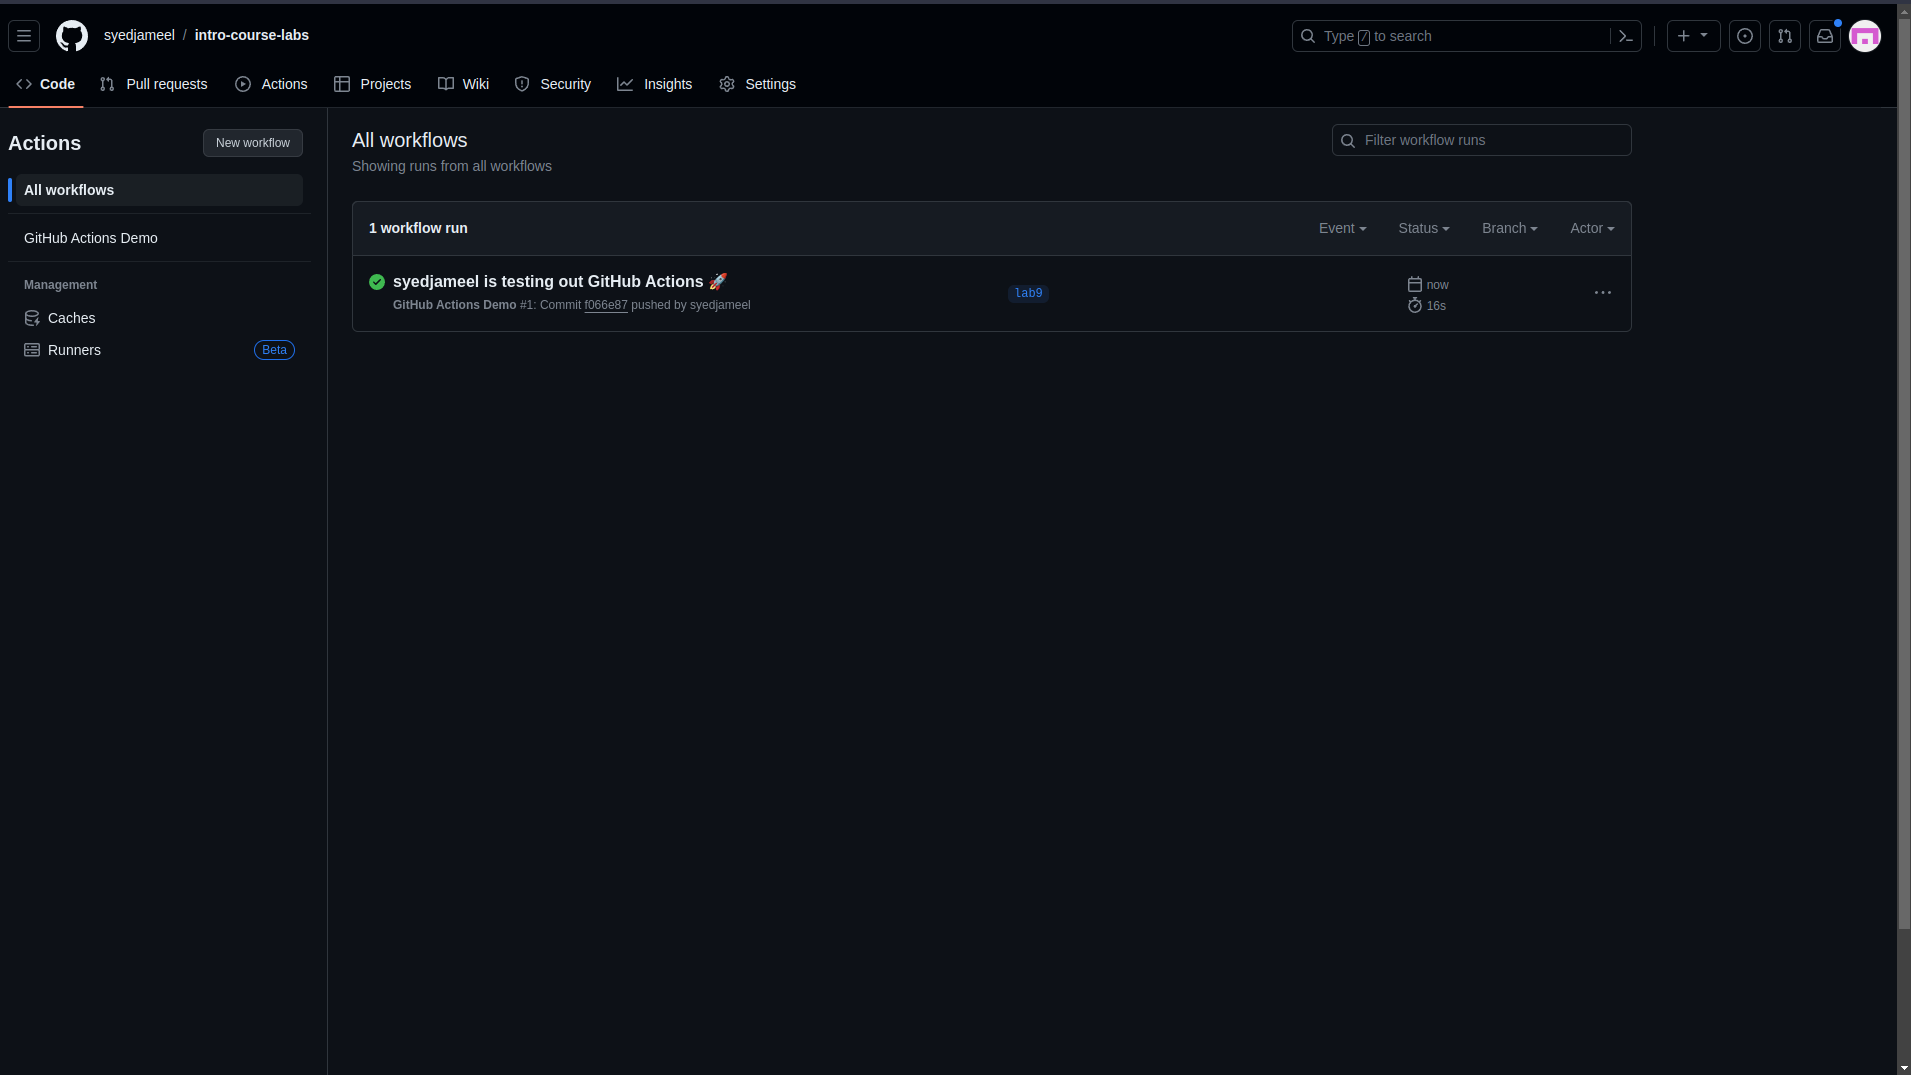 syedjameel / intro-course-labs
Type / to search
Code Pull requests Actions Projects Wiki Security Insights Settings
Actions
New workflow
All workflows
GitHub Actions Demo
Management
Caches
Runners Beta
All workflows
Showing runs from all workflows
Filter workflow runs
1 workflow run
Event Status Branch Actor
syedjameel is testing out GitHub Actions 🚀
GitHub Actions Demo #1: Commit f066e87 pushed by syedjameel
lab9
now
16s